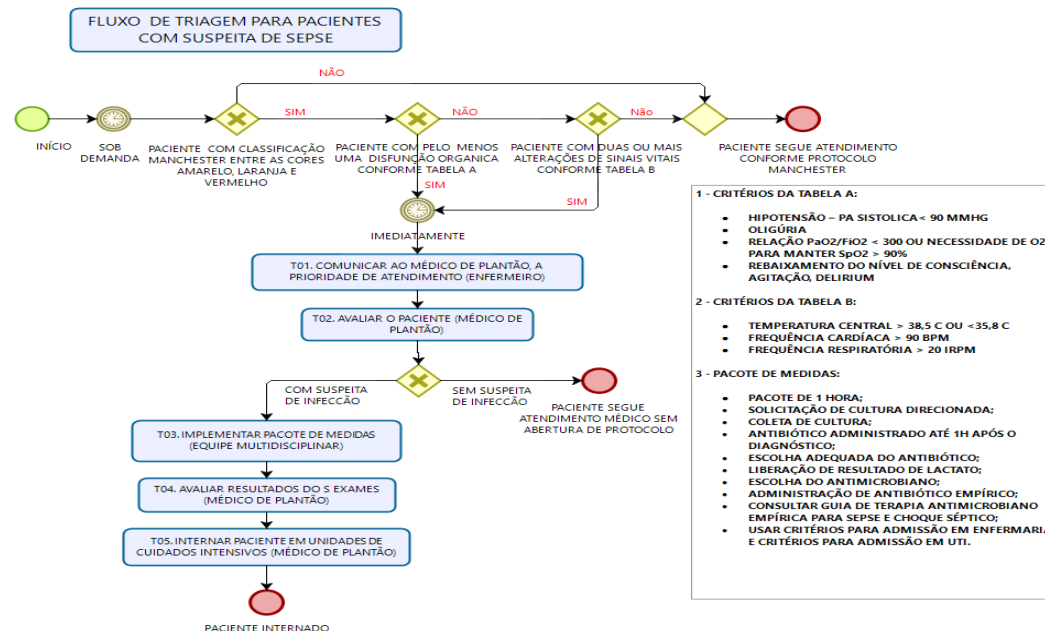 FLUXO DE TRIAGEM PARA PACIENTES
COM SUSPEITA DE SEPSE
NÃO
SIM
NÃO
Não
INÍCIO
SOB
DEMANDA
PACIENTE COM CLASSIFICAÇÃO
MANCHESTER ENTRE AS CORES
AMARELO, LARANJA E
VERMELHO
PACIENTE COM PELO MENOS
UMA DISFUNÇÃO ORGANICA
CONFORME TABELA A
PACIENTE COM DUAS OU MAIS
ALTERAÇÕES DE SINAIS VITAIS
CONFORME TABELA B
PACIENTE SEGUE ATENDIMENTO
CONFORME PROTOCOLO
MANCHESTER
SIM
SIM
IMEDIATAMENTE
T01. COMUNICAR AO MÉDICO DE PLANTÃO, A
PRIORIDADE DE ATENDIMENTO (ENFERMEIRO)
T02. AVALIAR O PACIENTE (MÉDICO DE
PLANTÃO)
COM SUSPEITA
DE INFECCÃO
SEM SUSPEITA
DE INFECCÃO
PACIENTE SEGUE
ATENDIMENTO MÉDICO SEM
ABERTURA DE PROTOCOLO
T03. IMPLEMENTAR PACOTE DE MEDIDAS
(EQUIPE MULTIDISCIPLINAR)
T04. AVALIAR RESULTADOS DO S EXAMES
(MÉDICO DE PLANTÃO)
T05. INTERNAR PACIENTE EM UNIDADES DE
CUIDADOS INTENSIVOS (MÉDICO DE PLANTÃO)
PACIENTE INTERNADO
1 - CRITÉRIOS DA TABELA A:
• HIPOTENSÃO – PA SISTOLICA< 90 MMHG
• OLIGÚRIA
• RELAÇÃO PaO2/FiO2 < 300 OU NECESSIDADE DE O2
PARA MANTER SpO2 > 90%
• REBAIXAMENTO DO NÍVEL DE CONSCIÊNCIA,
AGITAÇÃO, DELIRIUM
2 - CRITÉRIOS DA TABELA B:
• TEMPERATURA CENTRAL > 38,5 C OU <35,8 C
• FREQUÊNCIA CARDÍACA > 90 BPM
• FREQUÊNCIA RESPIRATÓRIA > 20 IRPM
3 - PACOTE DE MEDIDAS:
• PACOTE DE 1 HORA;
• SOLICITAÇÃO DE CULTURA DIRECIONADA;
• COLETA DE CULTURA;
• ANTIBIÓTICO ADMINISTRADO ATÉ 1H APÓS O
DIAGNÓSTICO;
• ESCOLHA ADEQUADA DO ANTIBIÓTICO;
• LIBERAÇÃO DE RESULTADO DE LACTATO;
• ESCOLHA DO ANTIMICROBIANO;
• ADMINISTRAÇÃO DE ANTIBIÓTICO EMPÍRICO;
• CONSULTAR GUIA DE TERAPIA ANTIMICROBIANO
EMPÍRICA PARA SEPSE E CHOQUE SÉPTICO;
• USAR CRITÉRIOS PARA ADMISSÃO EM ENFERMARIA
E CRITÉRIOS PARA ADMISSÃO EM UTI.